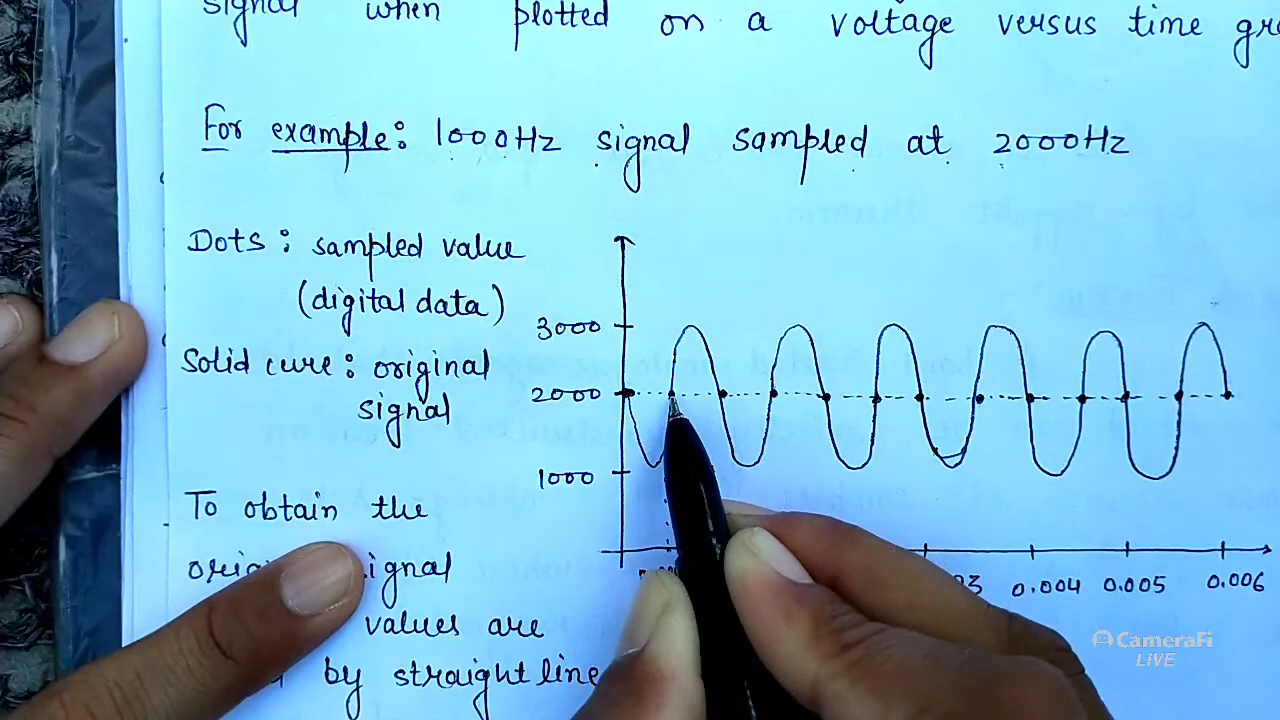 signal when plotted on a voltage versus time
For example: 1000Hz signal sampled at 2000Hz
Dots: sampled value
(digital data)
Solid cure: original
signal
3000
2000
1000
To obtain the
values are
by straight line
0.004 0.005 0.006
CameraFi
LIVE